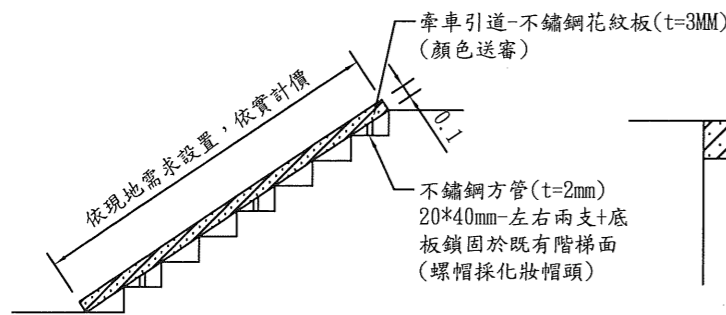 牽車引道-不鏽鋼花紋板(t=3MM)
(顏色送審)
依現地需求設置，依實計價
0.1
不鏽鋼方管(t=2mm)
20*40mm-左右兩支+底
板鎖固於既有階梯面
(螺帽採化妝帽頭)